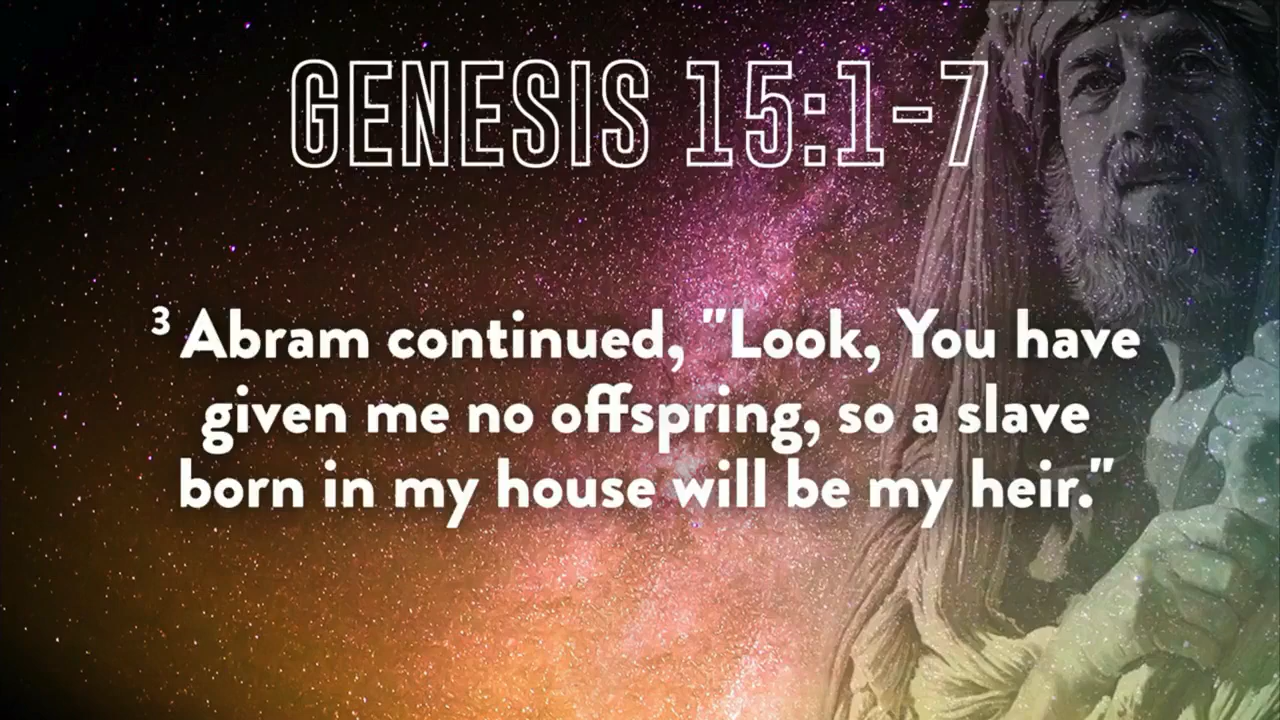 GENESIS 15:1-7
³ Abram continued, "Look, You have
given me no offspring, so a slave
born in my house will be my heir."